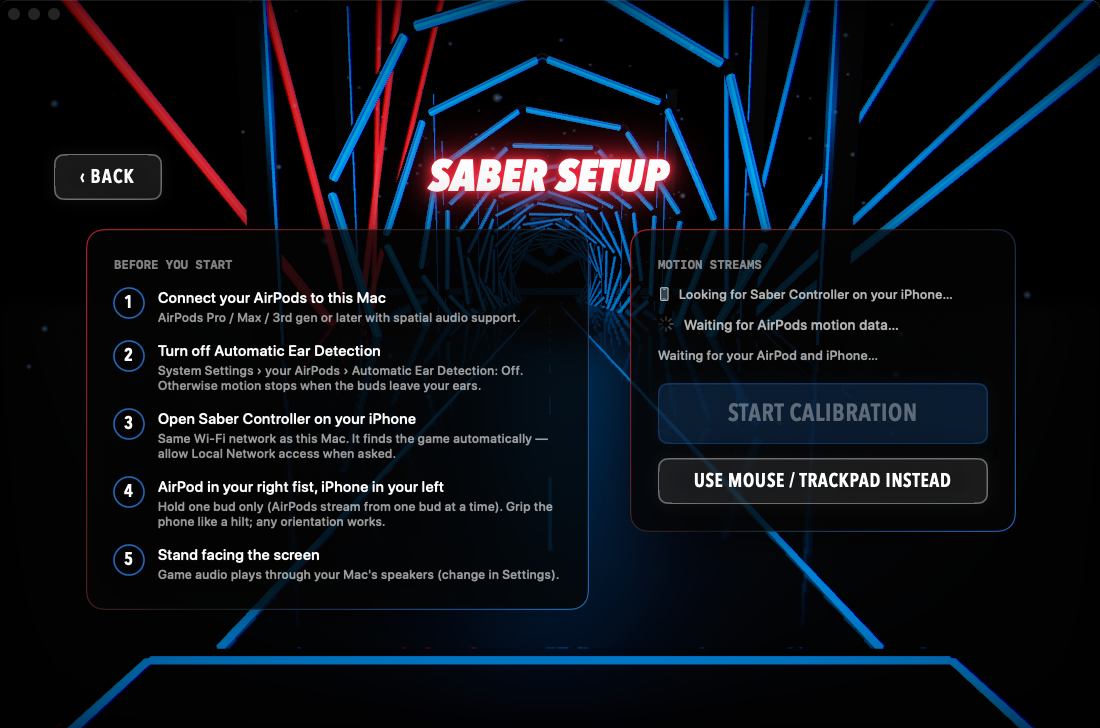 ‹ BACK
SABER SETUP
BEFORE YOU START
1
Connect your AirPods to this Mac
AirPods Pro / Max / 3rd gen or later with spatial audio support.
2
Turn off Automatic Ear Detection
System Settings › your AirPods › Automatic Ear Detection: Off.
Otherwise motion stops when the buds leave your ears.
3
Open Saber Controller on your iPhone
Same Wi-Fi network as this Mac. It finds the game automatically —
allow Local Network access when asked.
4
AirPod in your right fist, iPhone in your left
Hold one bud only (AirPods stream from one bud at a time). Grip the
phone like a hilt; any orientation works.
5
Stand facing the screen
Game audio plays through your Mac's speakers (change in Settings).
MOTION STREAMS
Looking for Saber Controller on your iPhone...
Waiting for AirPods motion data...
Waiting for your AirPod and iPhone...
START CALIBRATION
USE MOUSE / TRACKPAD INSTEAD